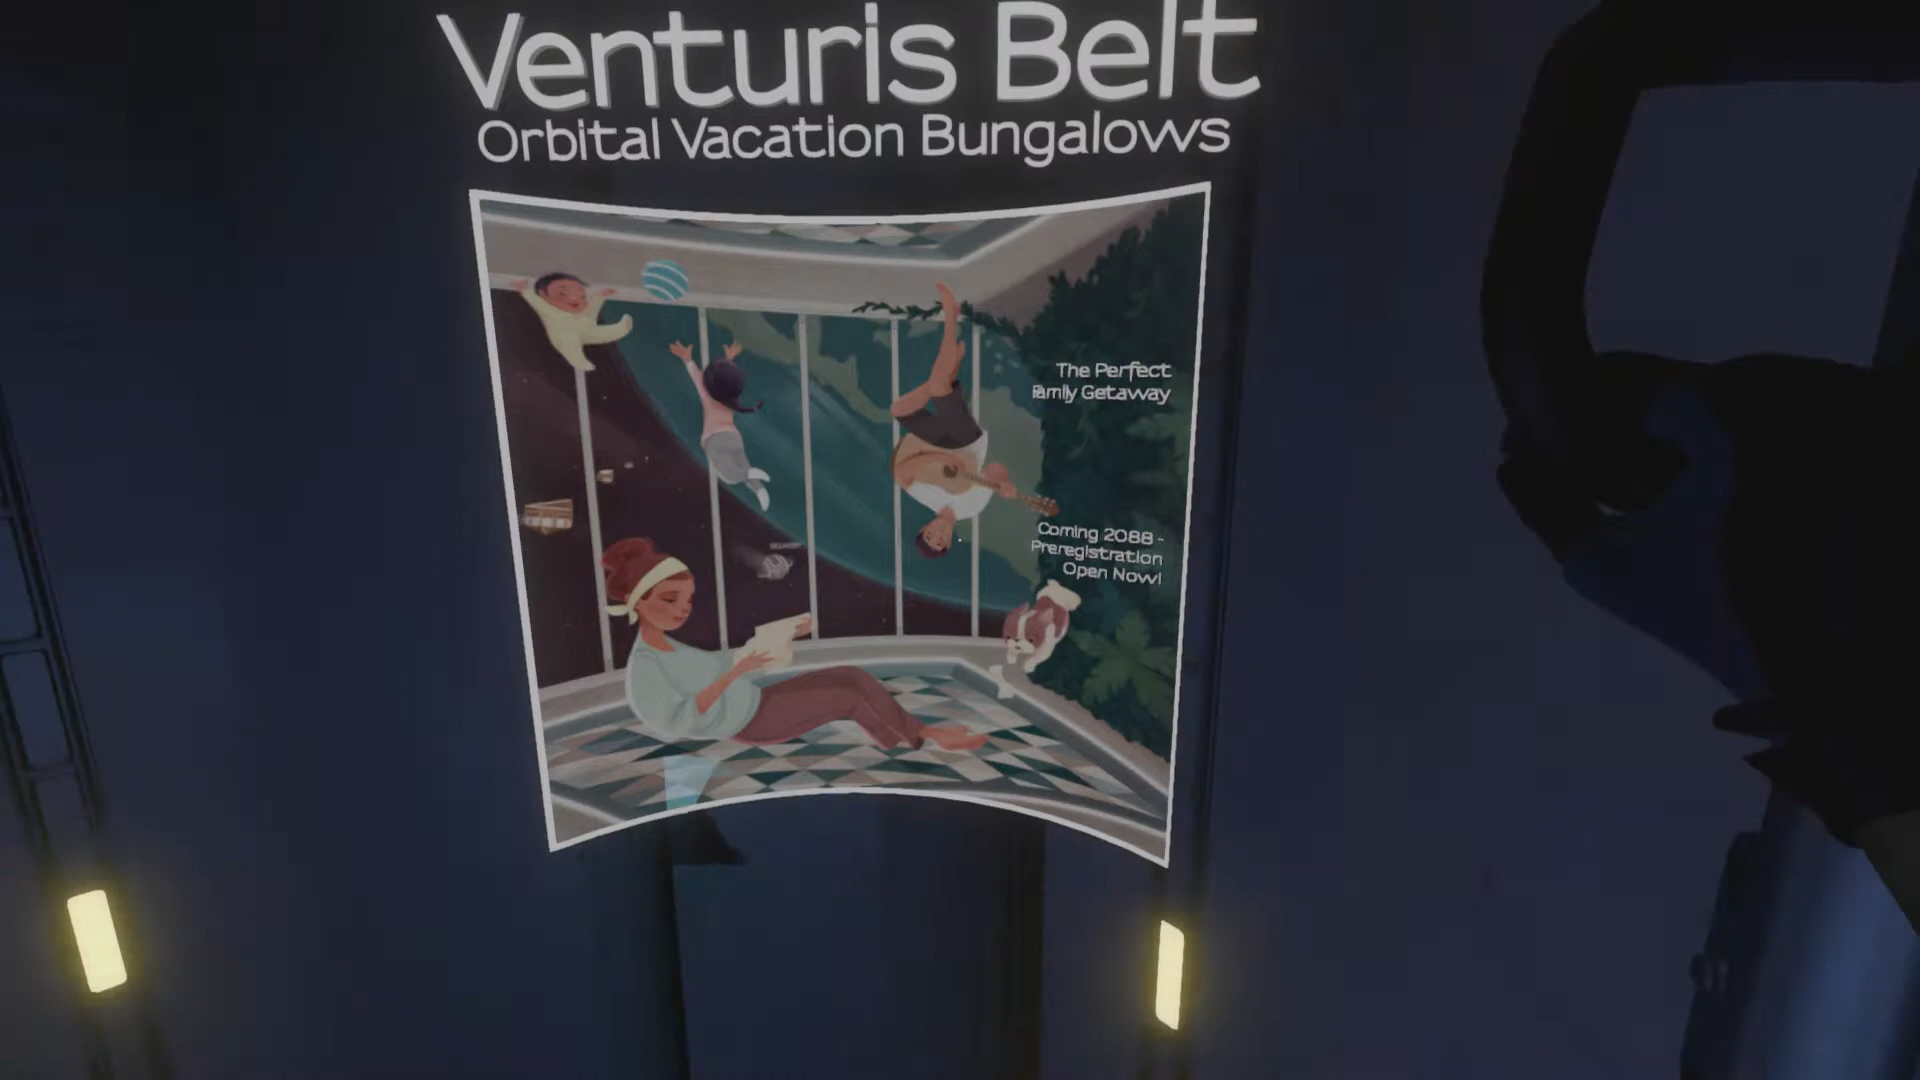 Venturis Belt
Orbital Vacation Bungalows
The Perfect
Family Getaway
Coming 2088 -
Preregistration
Open Now!